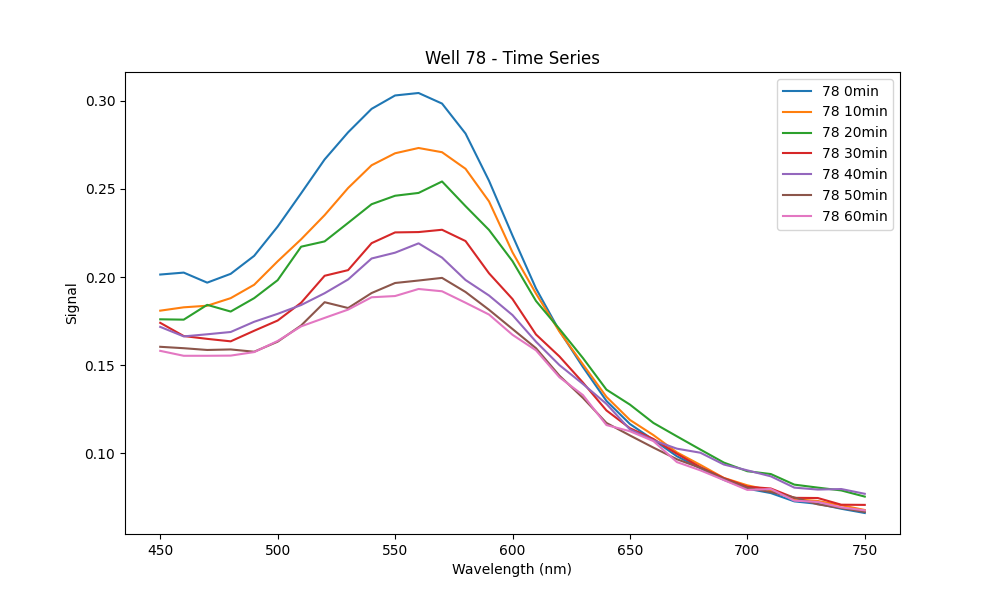 Well 78 - Time Series
Signal
0.30
0.25
0.20
0.15
0.10
450
500
550
600
650
700
750
Wavelength (nm)
78 0min
78 10min
78 20min
78 30min
78 40min
78 50min
78 60min